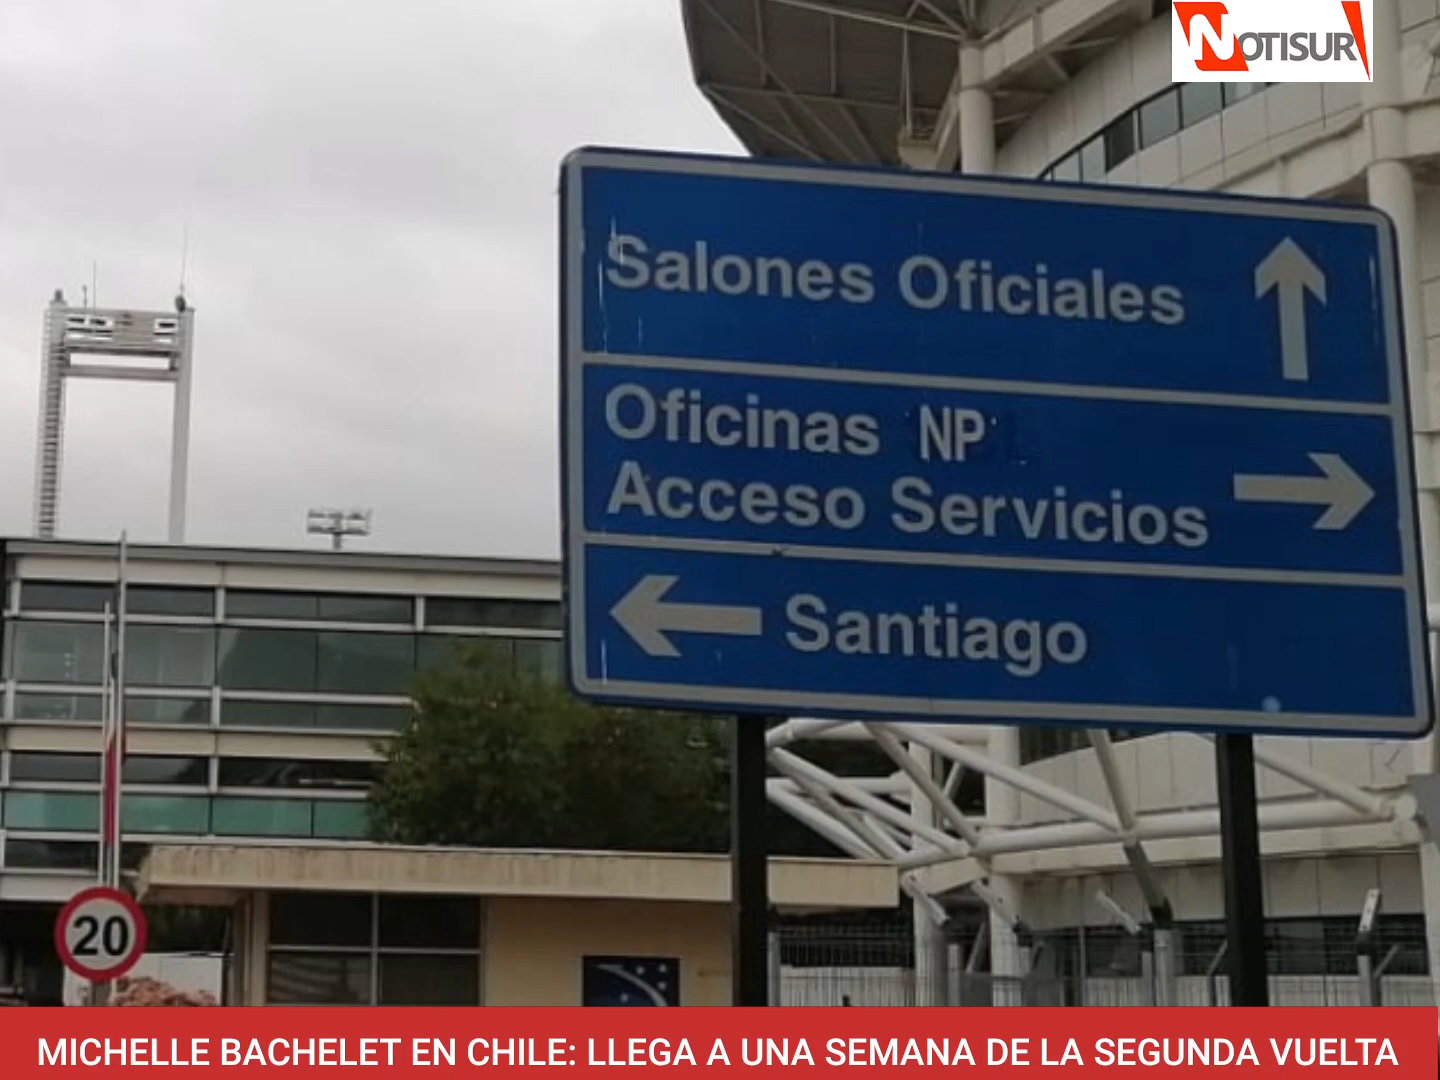 NOTISUR
Salones Oficiales
Oficinas NP
Acceso Servicios
Santiago
20
MICHELLE BACHELET EN CHILE: LLEGA A UNA SEMANA DE LA SEGUNDA VUELTA